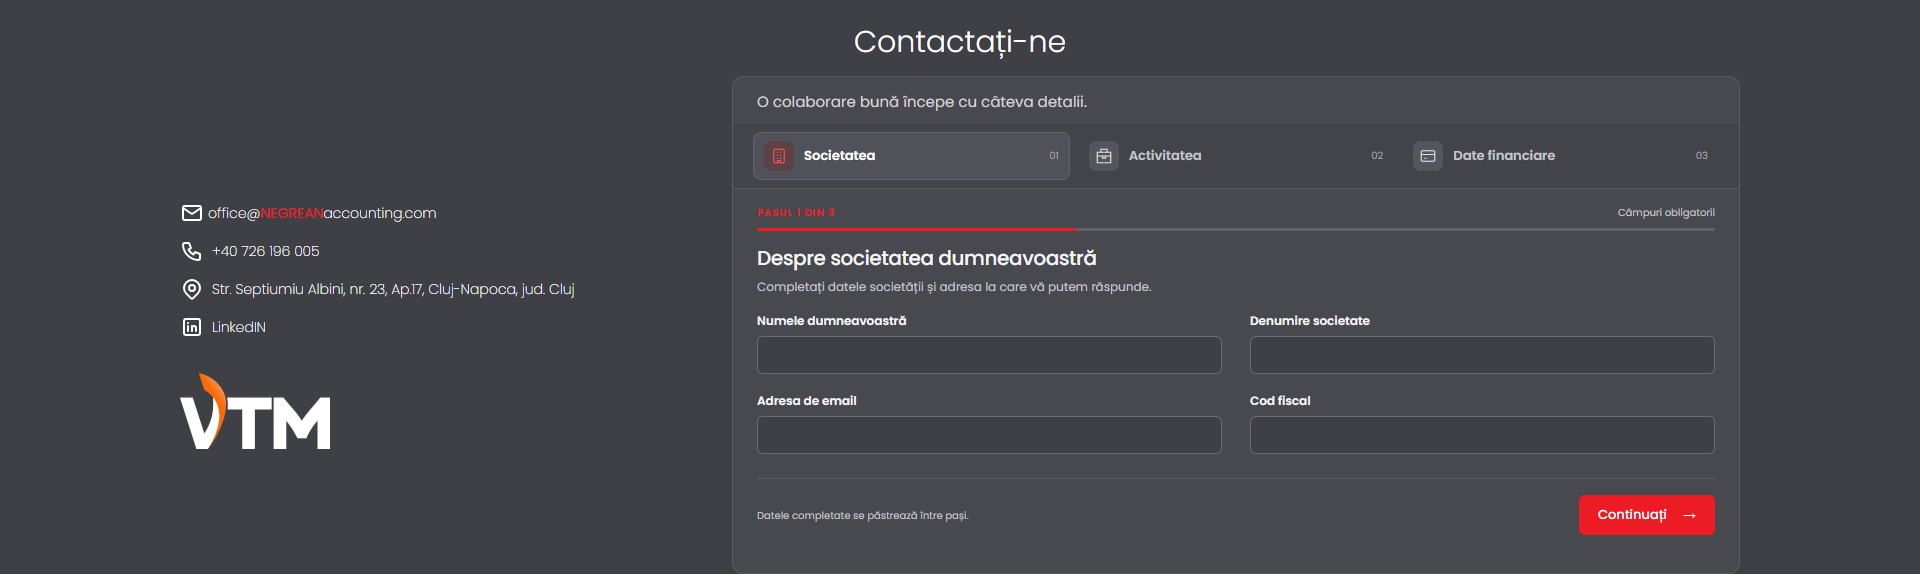 Contactați-ne
office@NEGREANaccounting.com
+40 726 196 005
Str. Septiumiu Albini, nr. 23, Ap.17, Cluj-Napoca, jud. Cluj
LinkedIN
VTM
O colaborare bună începe cu câteva detalii.
Societatea 01 Activitatea 02 Date financiare 03
PASUL 1 DIN 3 Câmpuri obligatorii
Despre societatea dumneavoastră
Completați datele societății și adresa la care vă putem răspunde.
Numele dumneavoastră Denumire societate
Adresa de email Cod fiscal
Datele completate se păstrează între pași. Continuați →